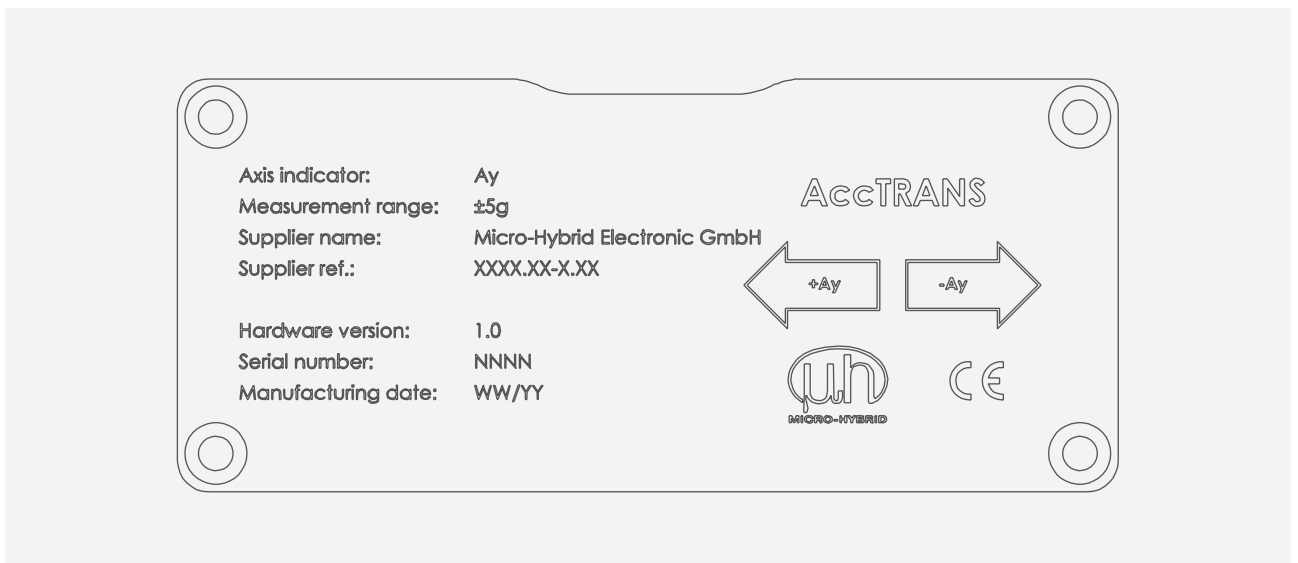 Axis indicator: Ay
Measurement range: ±5g
Supplier name: Micro-Hybrid Electronic GmbH
Supplier ref.: XXXX.XX-X.XX
Hardware version: 1.0
Serial number: NNNN
Manufacturing date: WW/YY
AccTRANS
+Ay -Ay
μh CE
MICRO-HYBRID